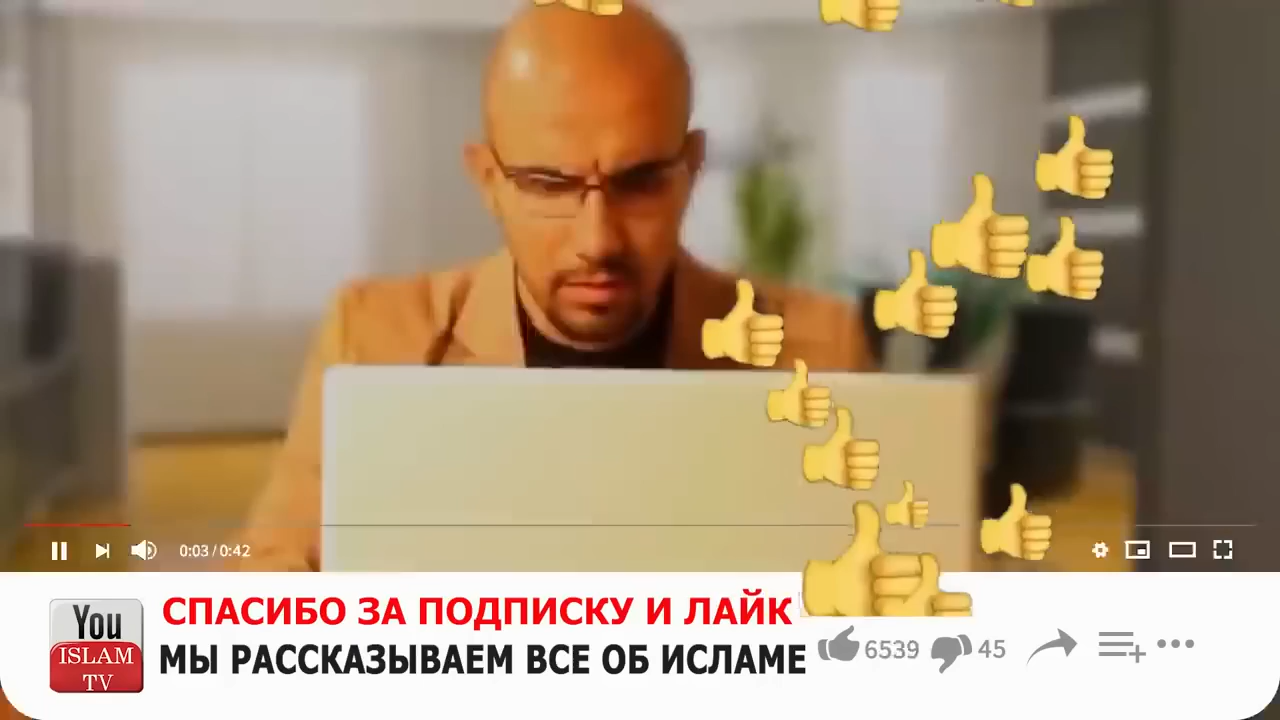 0:03 / 0:42
You
ISLAM
TV
СПАСИБО ЗА ПОДПИСКУ И ЛАЙК
МЫ РАССКАЗЫВАЕМ ВСЕ ОБ ИСЛАМЕ
6539
45